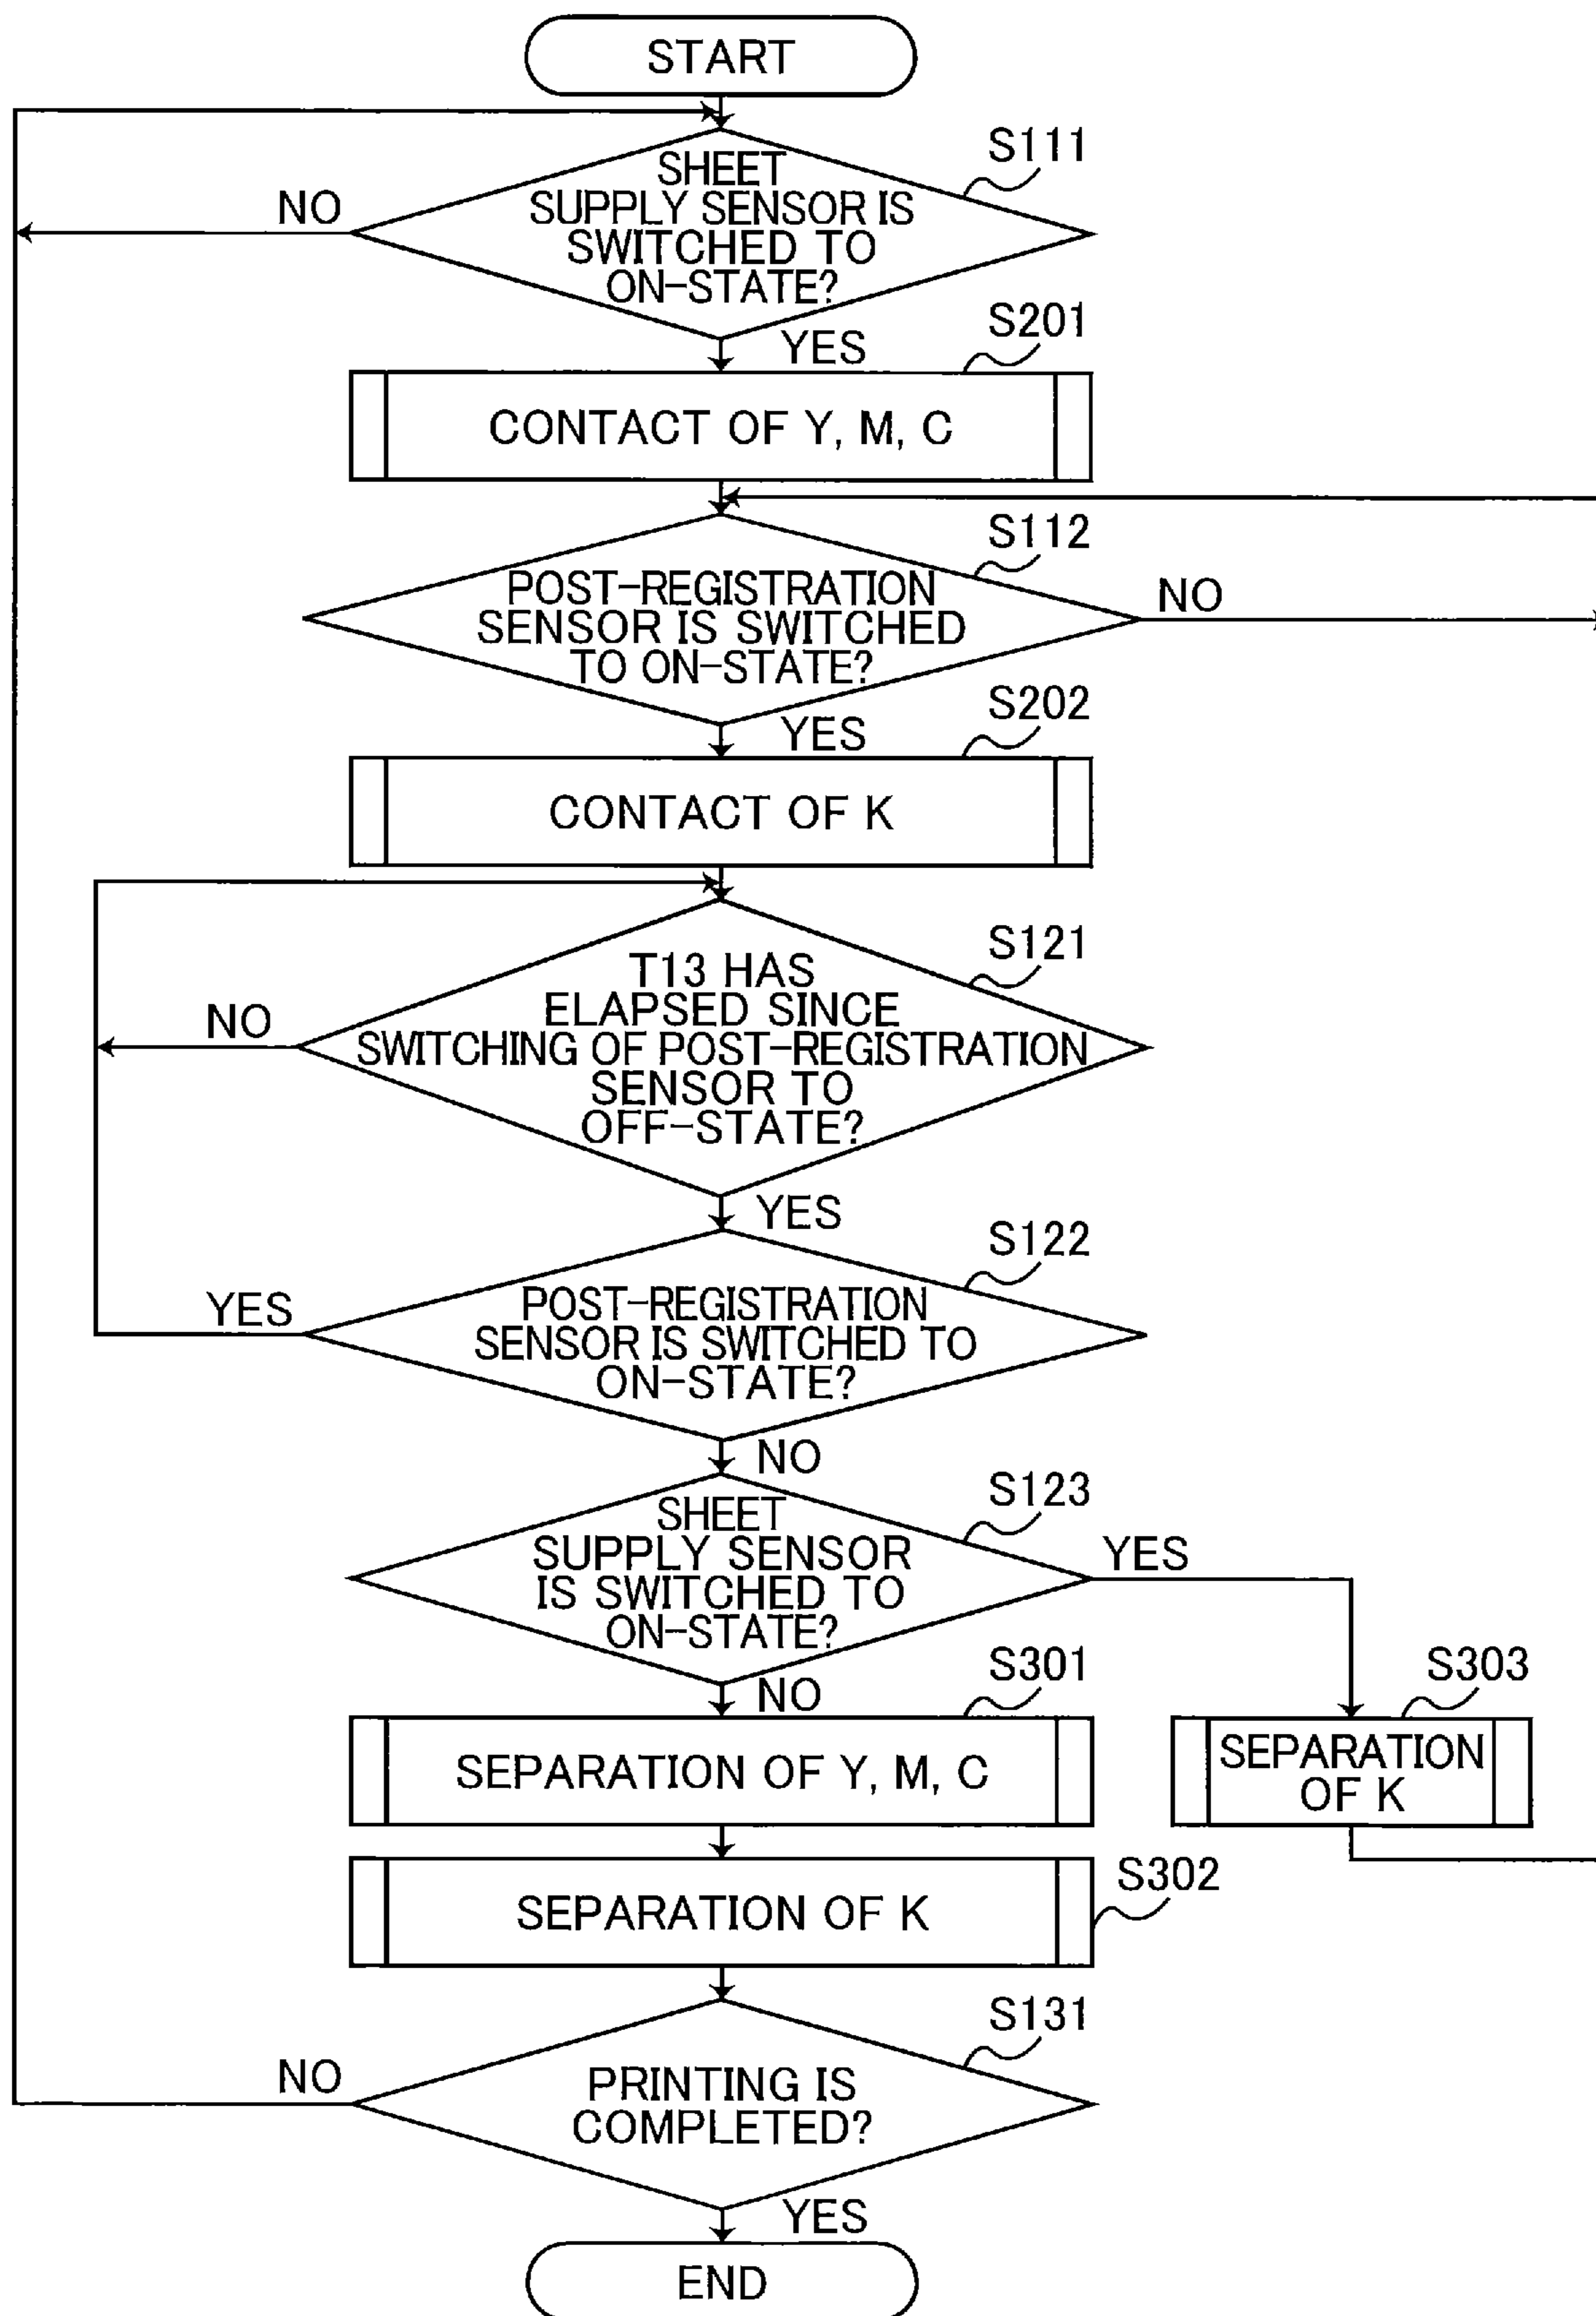 START
S111
SHEET
SUPPLY SENSOR IS
SWITCHED TO
ON-STATE?
NO
YES
S201
CONTACT OF Y, M, C
S112
POST-REGISTRATION
SENSOR IS SWITCHED
TO ON-STATE?
NO
YES
S202
CONTACT OF K
S121
T13 HAS
ELAPSED SINCE
SWITCHING OF POST-REGISTRATION
SENSOR TO
OFF-STATE?
NO
YES
S122
POST-REGISTRATION
SENSOR IS SWITCHED TO
ON-STATE?
YES
NO
S123
SHEET
SUPPLY SENSOR
IS SWITCHED TO
ON-STATE?
YES
NO
S301
SEPARATION OF Y, M, C
S303
SEPARATION
OF K
S302
SEPARATION OF K
S131
PRINTING IS
COMPLETED?
NO
YES
END